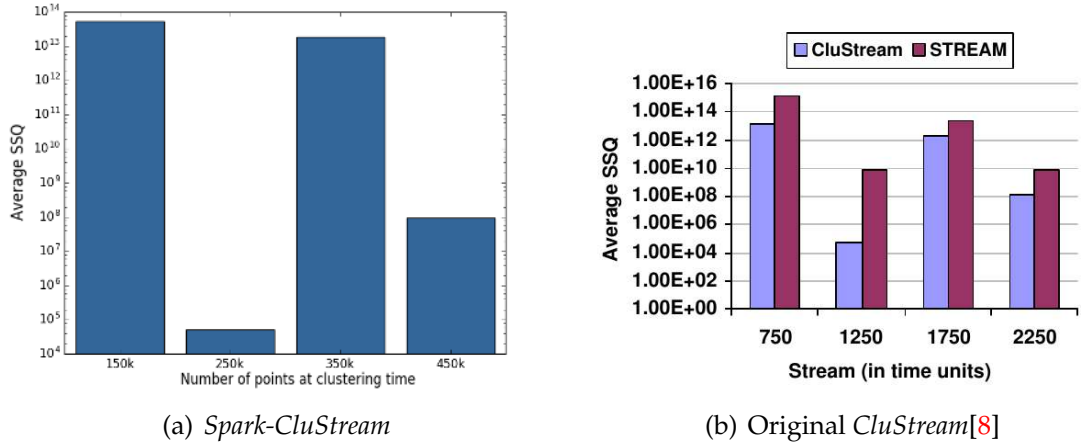 10^14
10^13
10^12
10^11
10^10
10^9
10^8
10^7
10^6
10^5
10^4
Average SSQ
150k 250k 350k 450k
Number of points at clustering time
(a) Spark-CluStream
CluStream STREAM
1.00E+16
1.00E+14
1.00E+12
1.00E+10
1.00E+08
1.00E+06
1.00E+04
1.00E+02
1.00E+00
Average SSQ
750 1250 1750 2250
Stream (in time units)
(b) Original CluStream[8]